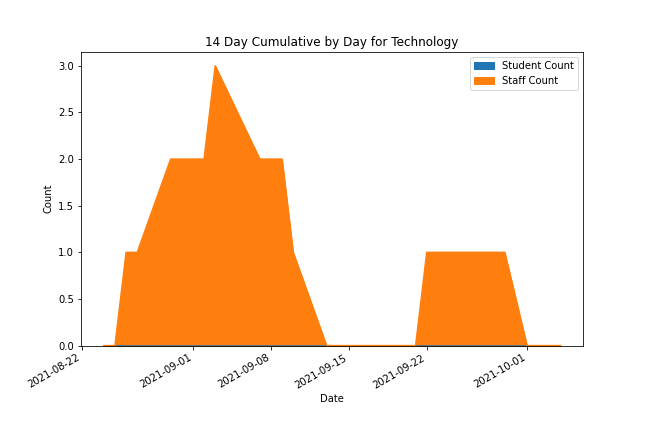 14 Day Cumulative by Day for Technology
Student Count
Staff Count
3.0
2.5
2.0
1.5
1.0
0.5
0.0
Count
2021-08-22
2021-09-01
2021-09-08
2021-09-15
2021-09-22
2021-10-01
Date